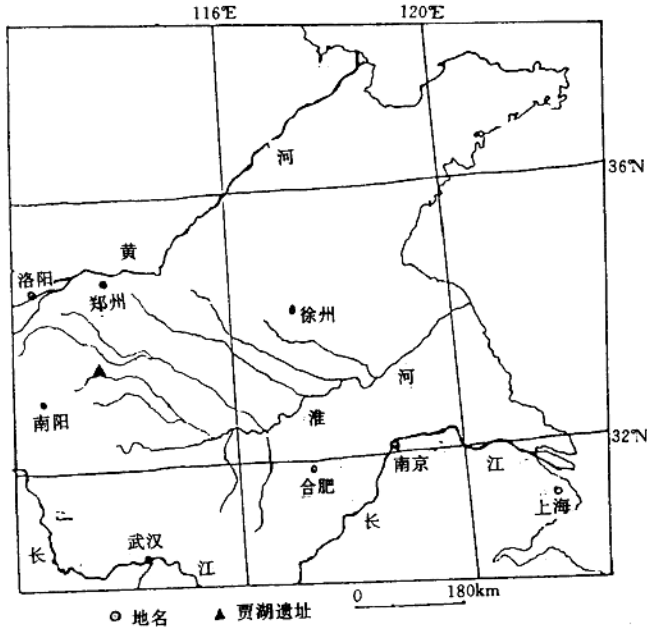 116°E 120°E
河
36°N
黄
洛阳
郑州
徐州
河
淮
南阳
32°N
南京
江
合肥
上海
长
武汉
长
江
0 180km
地名 贾湖遗址